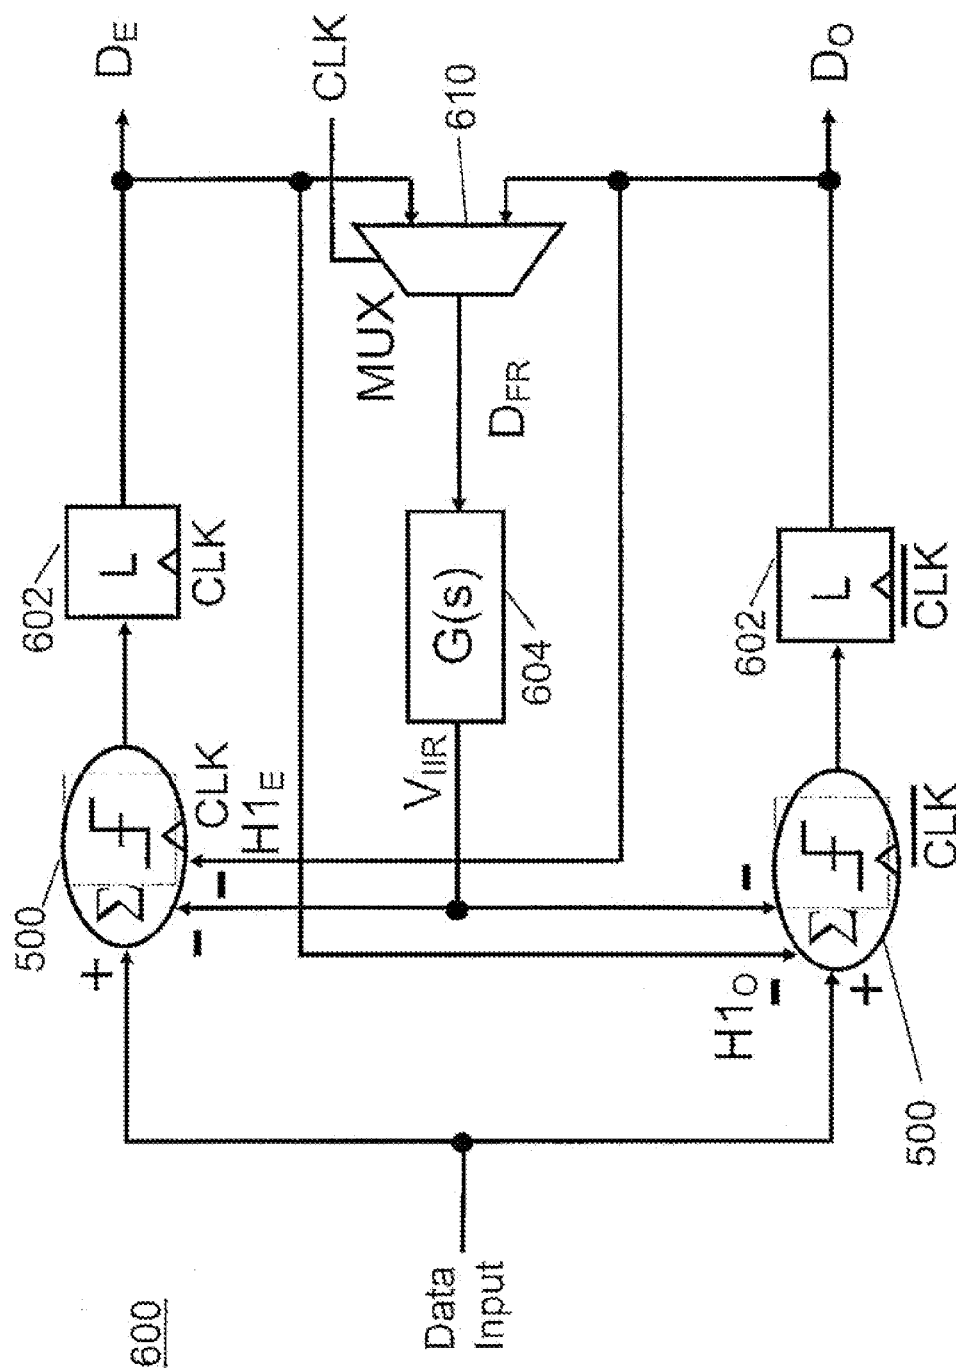 600
Data
Input
500
+
−
−
Σ
CLK
H1E
602
L
CLK
DE
VIIR
G(s)
604
DFR
MUX
CLK
610
H1O
−
−
+
Σ
500
CLK
602
L
CLK
DO